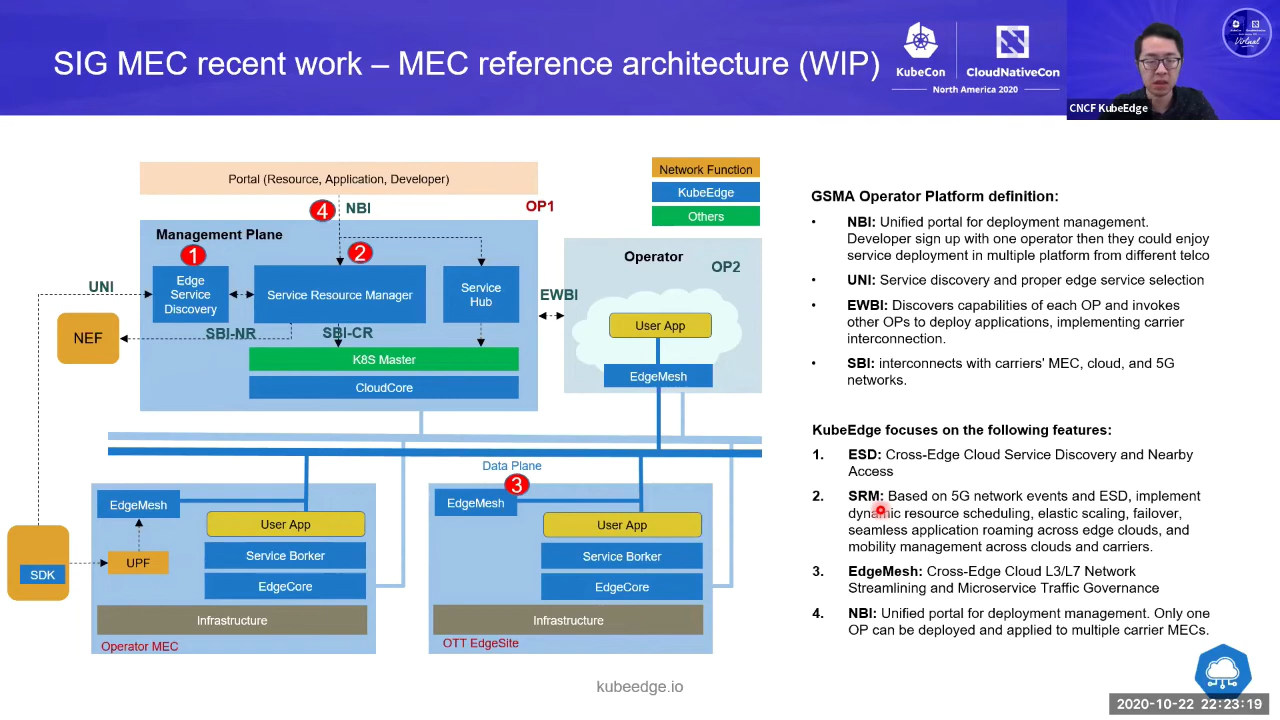 SIG MEC recent work – MEC reference architecture (WIP)
KubeCon
CloudNativeCon
North America 2020
Virtual
CNCF KubeEdge
Portal (Resource, Application, Developer)
4
NBI
OP1
Network Function
KubeEdge
Others
Management Plane
1
2
Edge
Service
Discovery
Service Resource Manager
Service
Hub
UNI
NEF
SBI-NR
SBI-CR
K8S Master
CloudCore
EWBI
Operator
OP2
User App
EdgeMesh
Data Plane
EdgeMesh
User App
UPF
Service Borker
EdgeCore
Infrastructure
Operator MEC
SDK
3
EdgeMesh
User App
Service Borker
EdgeCore
Infrastructure
OTT EdgeSite
GSMA Operator Platform definition:
• NBI: Unified portal for deployment management.
Developer sign up with one operator then they could enjoy
service deployment in multiple platform from different telco
• UNI: Service discovery and proper edge service selection
• EWBI: Discovers capabilities of each OP and invokes
other OPs to deploy applications, implementing carrier
interconnection.
• SBI: interconnects with carriers' MEC, cloud, and 5G
networks.
KubeEdge focuses on the following features:
1. ESD: Cross-Edge Cloud Service Discovery and Nearby
Access
2. SRM: Based on 5G network events and ESD, implement
dynamic resource scheduling, elastic scaling, failover,
seamless application roaming across edge clouds, and
mobility management across clouds and carriers.
3. EdgeMesh: Cross-Edge Cloud L3/L7 Network
Streamlining and Microservice Traffic Governance
4. NBI: Unified portal for deployment management. Only one
OP can be deployed and applied to multiple carrier MECs.
kubeedge.io
2020-10-22 22:23:19